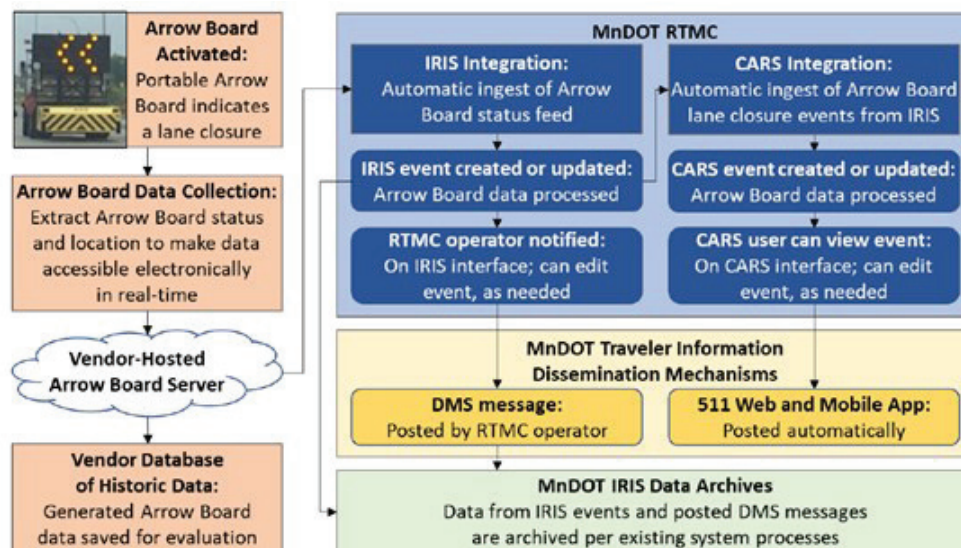 Arrow Board
Activated:
Portable Arrow
Board indicates
a lane closure
Arrow Board Data Collection:
Extract Arrow Board status
and location to make data
accessible electronically
in real-time
Vendor-Hosted
Arrow Board Server
Vendor Database
of Historic Data:
Generated Arrow Board
data saved for evaluation
MnDOT RTMC
IRIS Integration:
Automatic ingest of Arrow
Board status feed
IRIS event created or updated:
Arrow Board data processed
RTMC operator notified:
On IRIS interface; can edit
event, as needed
CARS Integration:
Automatic ingest of Arrow Board
lane closure events from IRIS
CARS event created or updated:
Arrow Board data processed
CARS user can view event:
On CARS interface; can edit
event, as needed
MnDOT Traveler Information
Dissemination Mechanisms
DMS message:
Posted by RTMC operator
511 Web and Mobile App:
Posted automatically
MnDOT IRIS Data Archives
Data from IRIS events and posted DMS messages
are archived per existing system processes